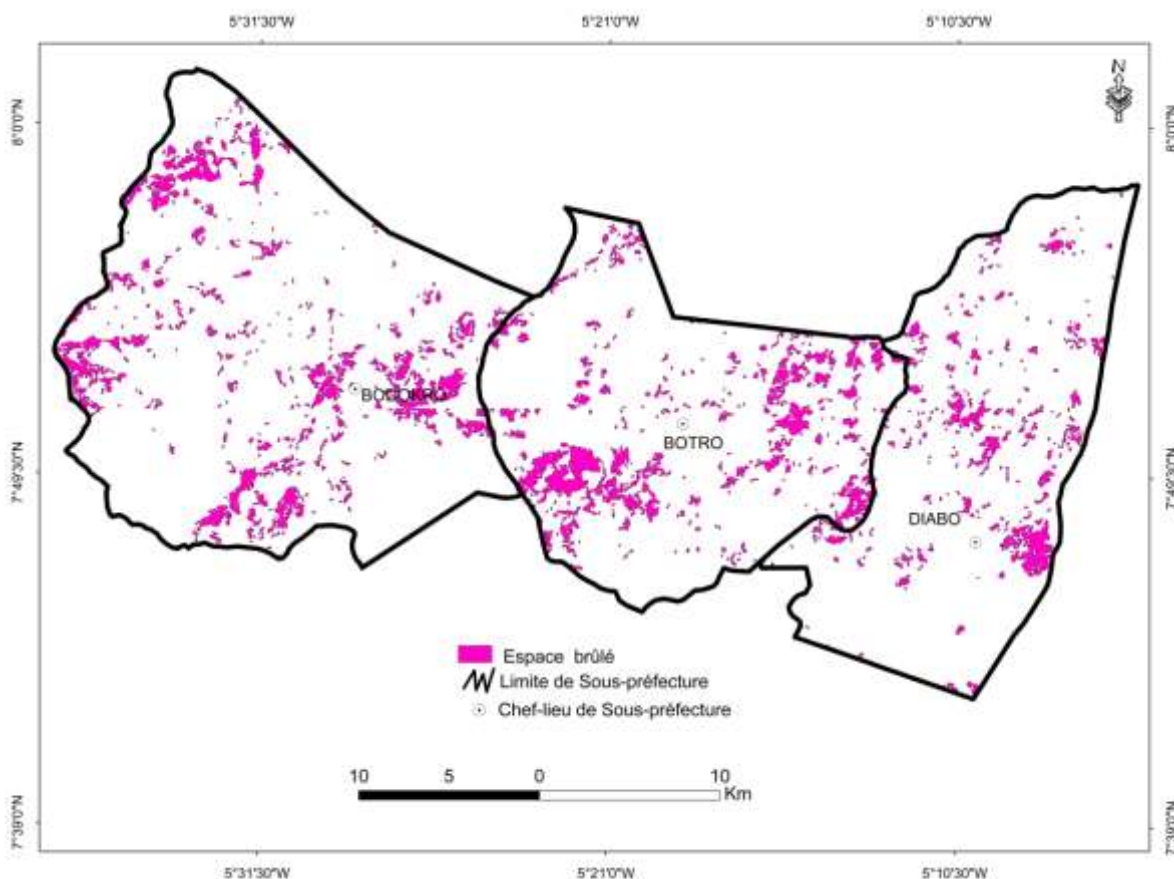 5°31'30"W 5°21'0"W 5°10'30"W
N
8°0'0"N 8°0'0"N
BOTRO
7°49'30"N 7°49'30"N
DIABO
Espace brûlé
Limite de Sous-préfecture
Chef-lieu de Sous-préfecture
10 5 0 10
Km
7°39'0"N 7°39'0"N
5°31'30"W 5°21'0"W 5°10'30"W